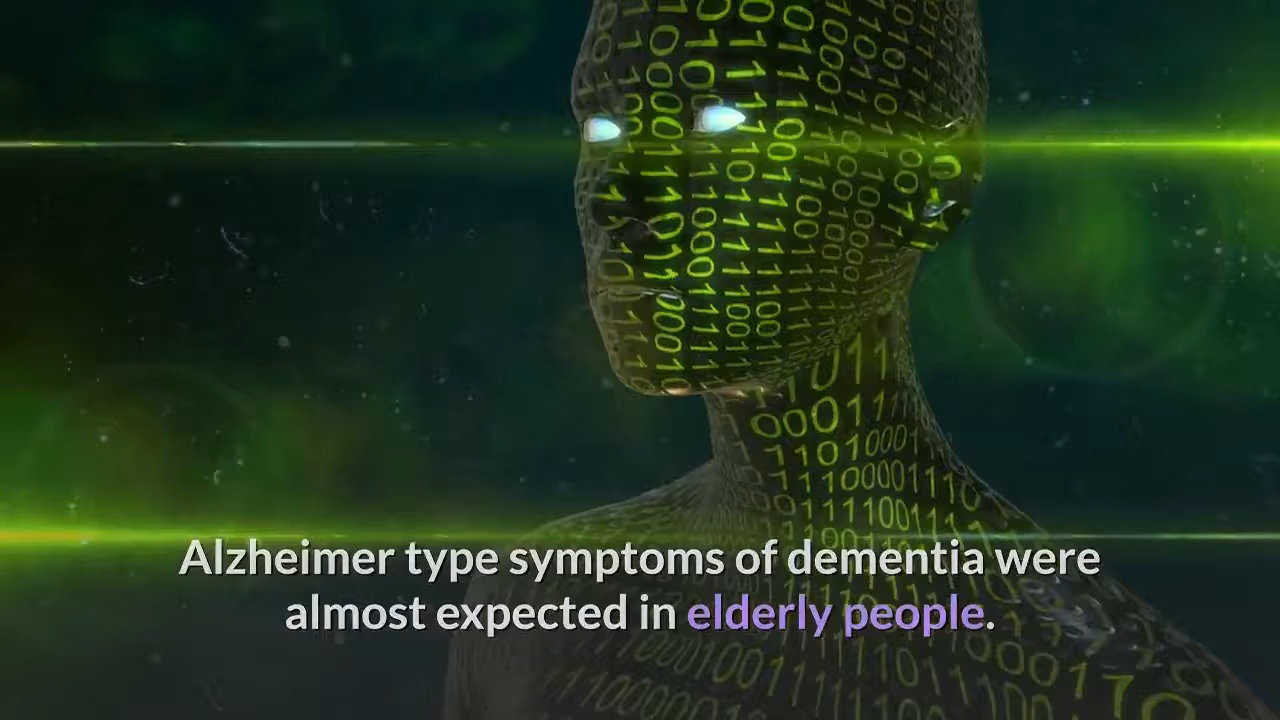 Alzheimer type symptoms of dementia were
almost expected in elderly people.